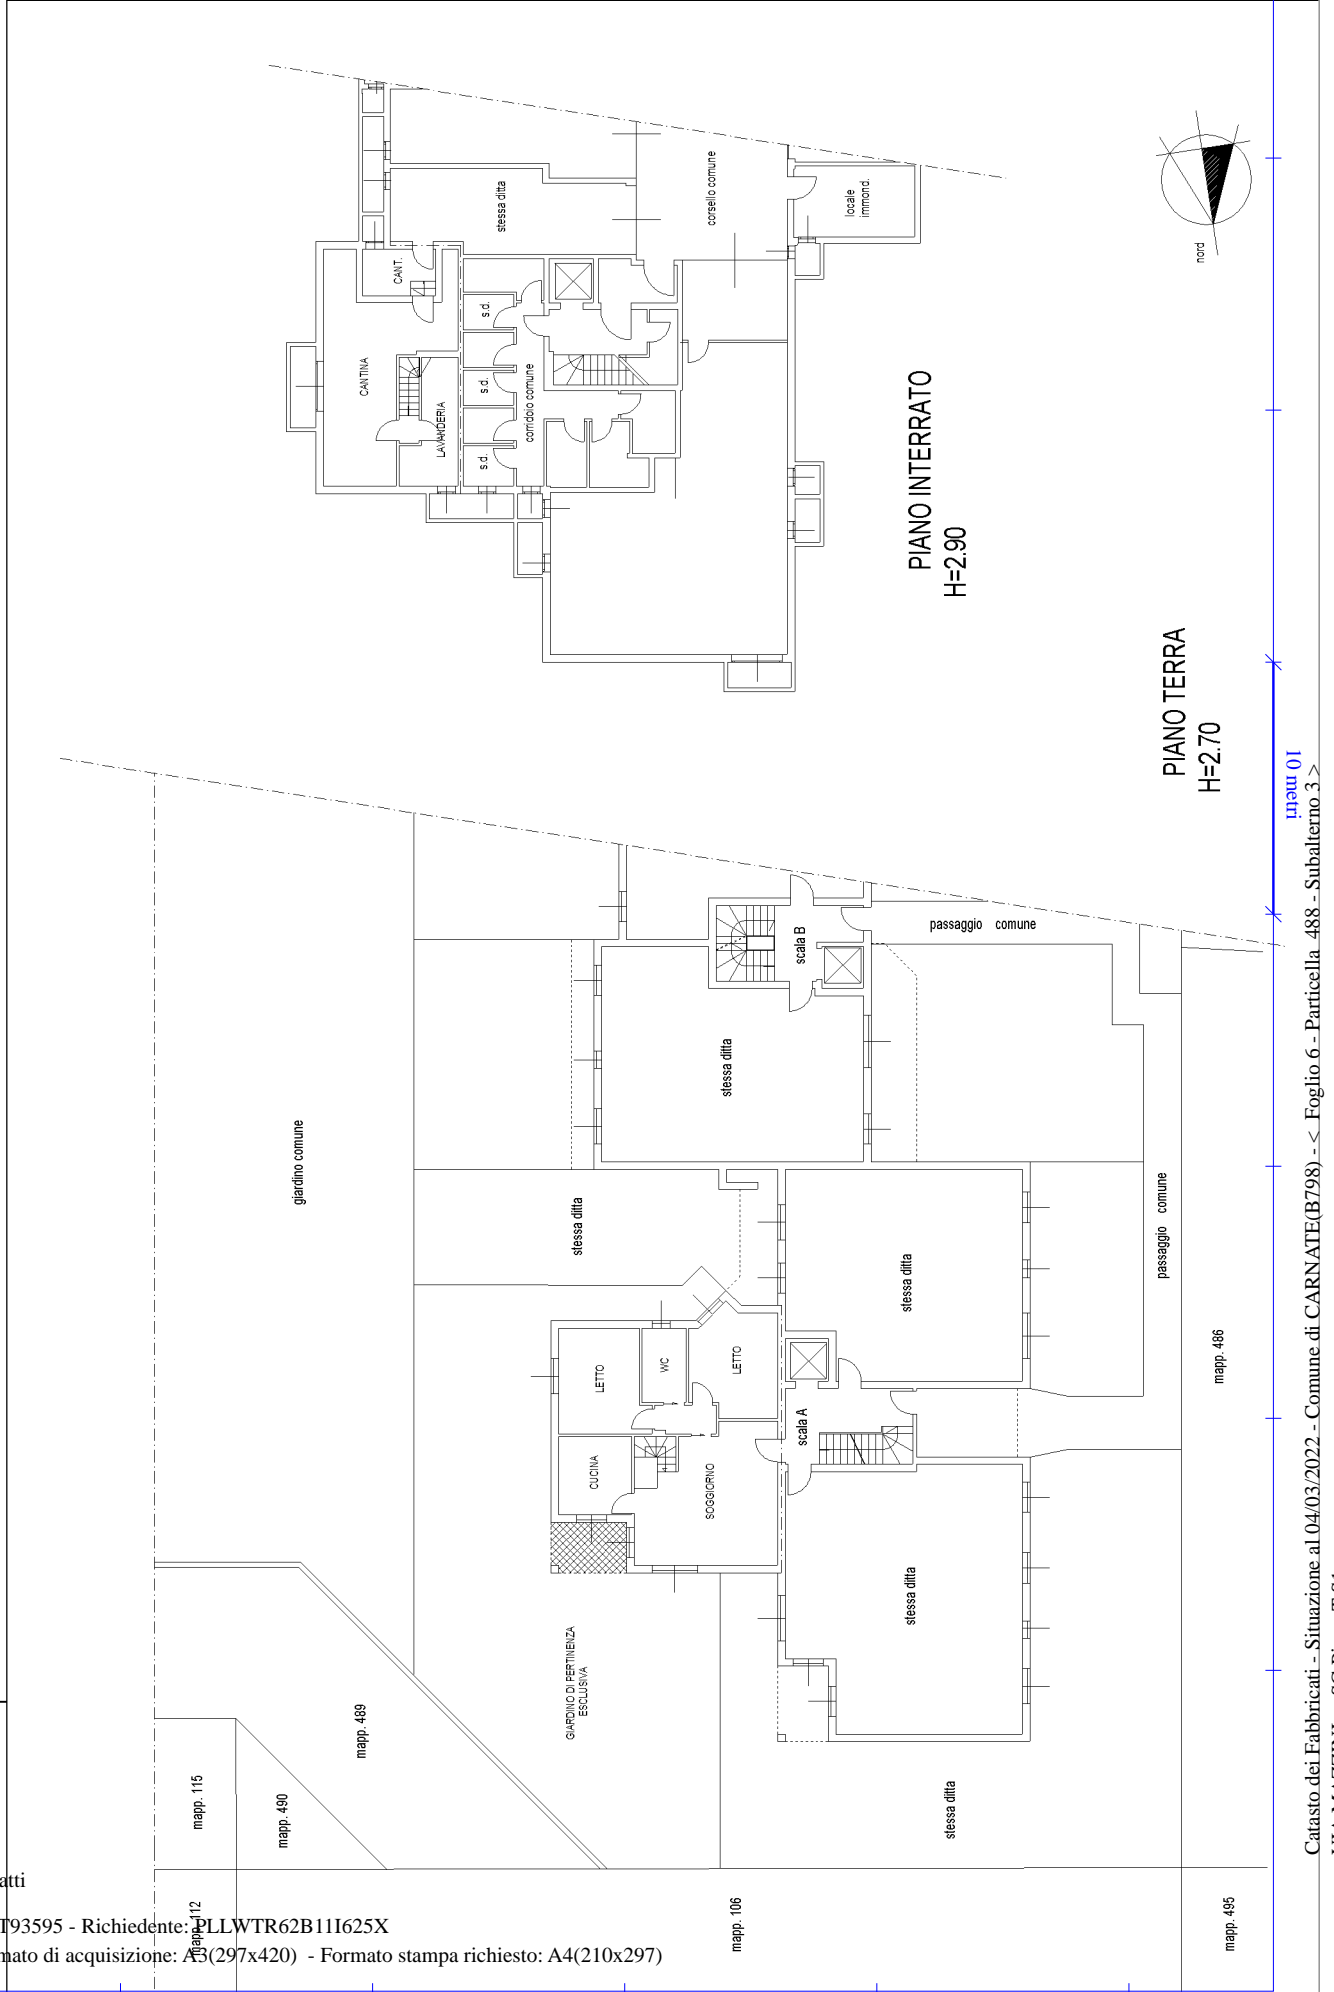 stessa ditta
corsello comune
locale
immond.
nord
CANT.
CANTINA
LAVANDERIA
s.d.
s.d.
s.d.
corridoio comune
PIANO INTERRATO
H=2.90
PIANO TERRA
H=2.70
10 metri
passaggio comune
scala B
stessa ditta
giardino comune
stessa ditta
stessa ditta
passaggio comune
mapp. 486
LETTO
WC
LETTO
scala A
CUCINA
SOGGIORNO
stessa ditta
GIARDINO DI PERTINENZA
ESCLUSIVA
mapp. 489
mapp. 115
mapp. 490
stessa ditta
mapp. 112
mapp. 106
mapp. 495
atti
T93595 - Richiedente: PLLWTR62B11I625X
mato di acquisizione: A3(297x420) - Formato stampa richiesto: A4(210x297)
Catasto dei Fabbricati - Situazione al 04/03/2022 - Comune di CARNATE(B798) - < Foglio 6 - Particella 488 - Subalterno 3 >